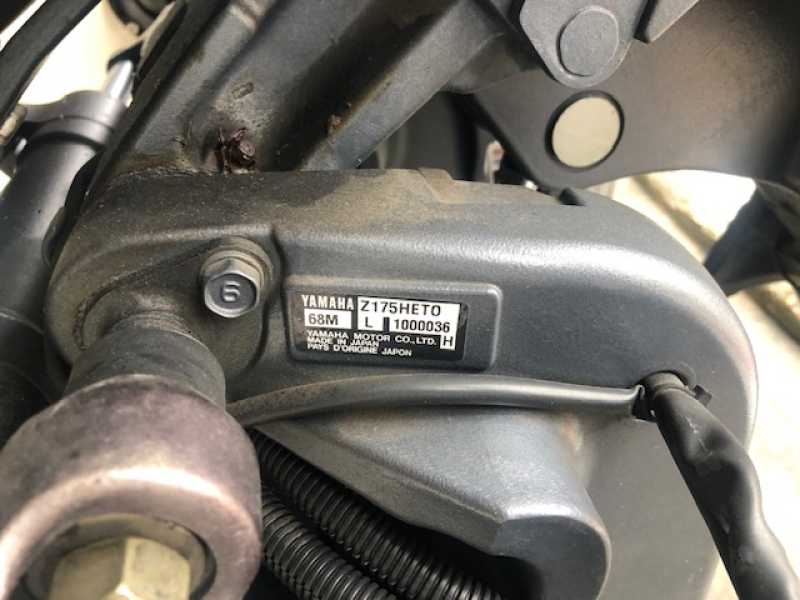 YAMAHA Z175HETO
68M L 1000036
YAMAHA MOTOR CO., LTD. H
MADE IN JAPAN
PAYS D'ORIGINE JAPON
6